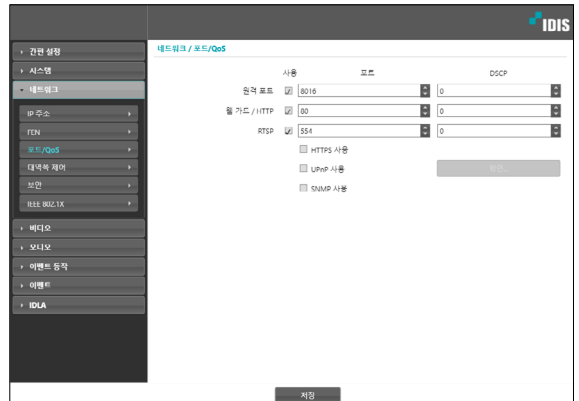 IDIS
간편 설정
시스템
네트워크
IP 주소
FEN
포트/QoS
대역폭 제어
보안
IEEE 802.1X
비디오
오디오
이벤트 동작
이벤트
IDLA
네트워크 / 포트/QoS
사용 포트 DSCP
원격 포트 8016 0
웹 가드 / HTTP 80 0
RTSP 554 0
HTTPS 사용
UPnP 사용
SNMP 사용
저장